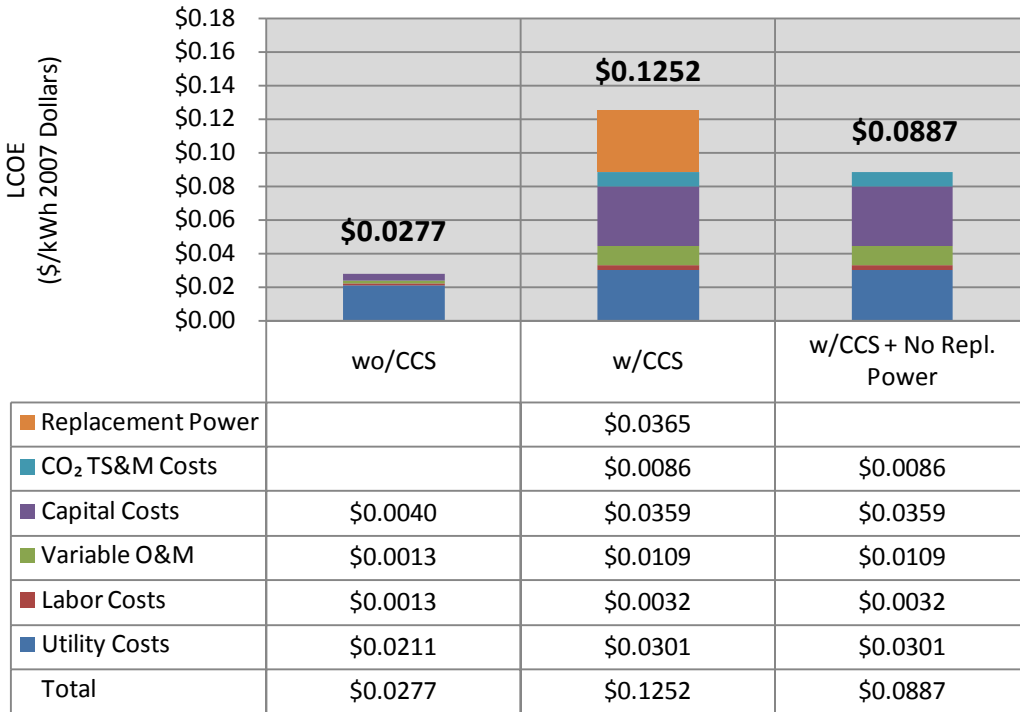 LCOE
($/kWh 2007 Dollars)
$0.18
$0.16
$0.14
$0.12
$0.10
$0.08
$0.06
$0.04
$0.02
$0.00
$0.0277
$0.1252
$0.0887
wo/CCS w/CCS w/CCS + No Repl.
Power
Replacement Power $0.0365
CO₂ TS&M Costs $0.0086 $0.0086
Capital Costs $0.0040 $0.0359 $0.0359
Variable O&M $0.0013 $0.0109 $0.0109
Labor Costs $0.0013 $0.0032 $0.0032
Utility Costs $0.0211 $0.0301 $0.0301
Total $0.0277 $0.1252 $0.0887